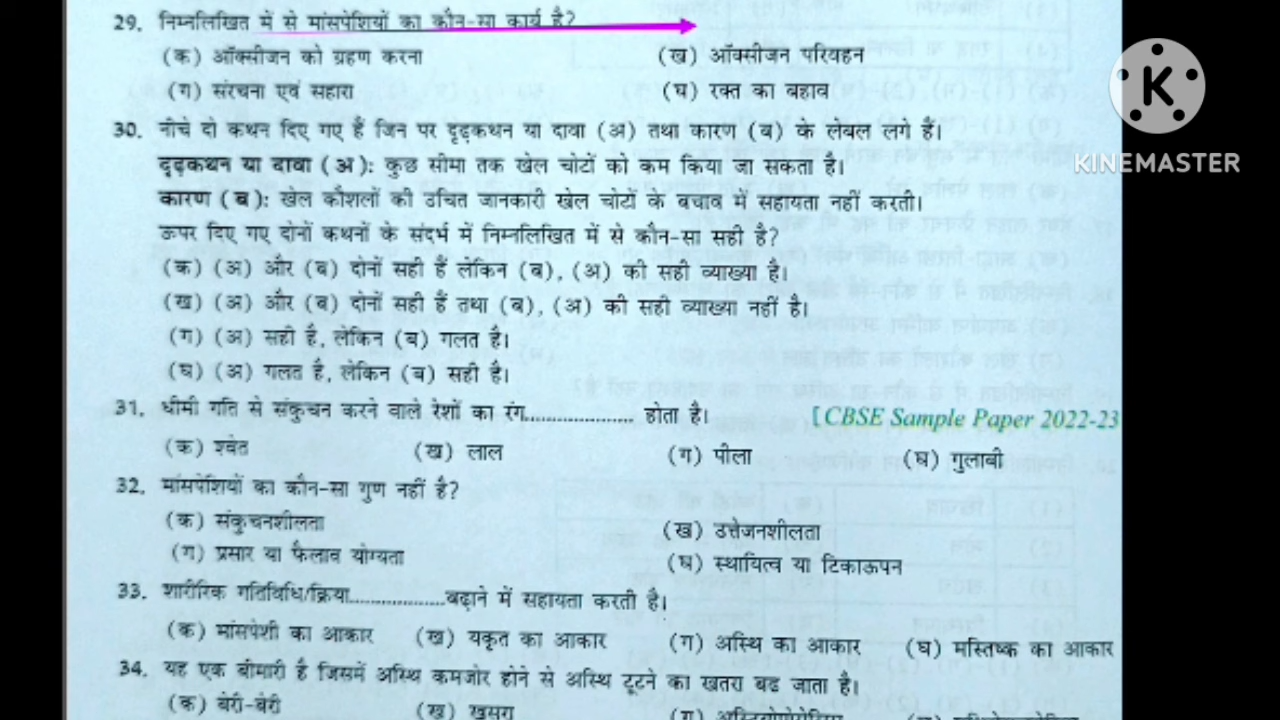 29. निम्नलिखित में से मांसपेशियों का कौन-सा कार्य है?
(क) ऑक्सीजन को ग्रहण करना (ख) ऑक्सीजन परिवहन
(ग) संरचना एवं सहारा (घ) रक्त का बहाव
30. नीचे दो कथन दिए गए हैं जिन पर दृढ़कथन या दावा (अ) तथा कारण (ब) के लेबल लगे हैं।
दृढ़कथन या दावा (अ): कुछ सीमा तक खेल चोटों को कम किया जा सकता है।
कारण (ब): खेल कौशलों की उचित जानकारी खेल चोटों के बचाव में सहायता नहीं करती।
ऊपर दिए गए दोनों कथनों के संदर्भ में निम्नलिखित में से कौन-सा सही है?
(क) (अ) और (ब) दोनों सही हैं लेकिन (ब), (अ) की सही व्याख्या है।
(ख) (अ) और (ब) दोनों सही हैं तथा (ब), (अ) की सही व्याख्या नहीं है।
(ग) (अ) सही है, लेकिन (ब) गलत है।
(घ) (अ) गलत है, लेकिन (ब) सही है।
31. धीमी गति से संकुचन करने वाले रेशों का रंग.................... होता है। [CBSE Sample Paper 2022-23
(क) श्वेत (ख) लाल (ग) पीला (घ) गुलाबी
32. मांसपेशियों का कौन-सा गुण नहीं है?
(क) संकुचनशीलता (ख) उत्तेजनशीलता
(ग) प्रसार या फैलाव योग्यता (घ) स्थायित्व या टिकाऊपन
33. शारीरिक गतिविधि/क्रिया...................बढ़ाने में सहायता करती है।
(क) मांसपेशी का आकार (ख) यकृत का आकार (ग) अस्थि का आकार (घ) मस्तिष्क का आकार
34. यह एक बीमारी है जिसमें अस्थि कमजोर होने से अस्थि टूटने का खतरा बढ़ जाता है।
(क) बेरी-बेरी (ख) खसरा (ग) अस्टियोपोरोसिस
K
KINEMASTER